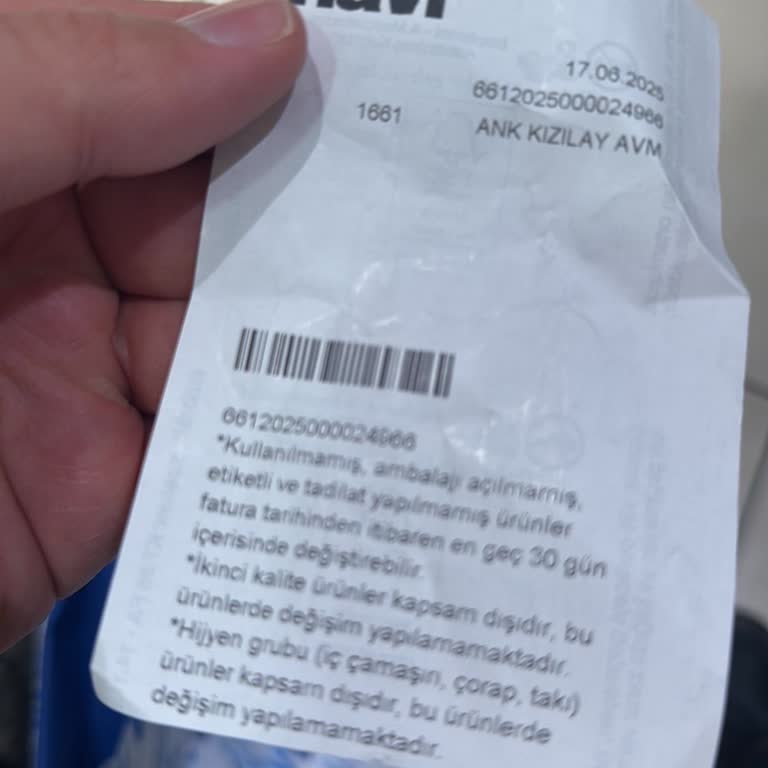 mavi
17.06.2025
6612025000024966
1661 ANK KIZILAY AVM
6612025000024966
*Kullanılmamış, ambalajı açılmamış,
etiketli ve tadilat yapılmamış ürünler
fatura tarihinden itibaren en geç 30 gün
içerisinde değiştirebilir.
*İkinci kalite ürünler kapsam dışıdır, bu
ürünlerde değişim yapılamamaktadır.
*Hijyen grubu (iç çamaşırı, çorap, takı)
ürünler kapsam dışıdır, bu ürünlerde
değişim yapılamamaktadır.